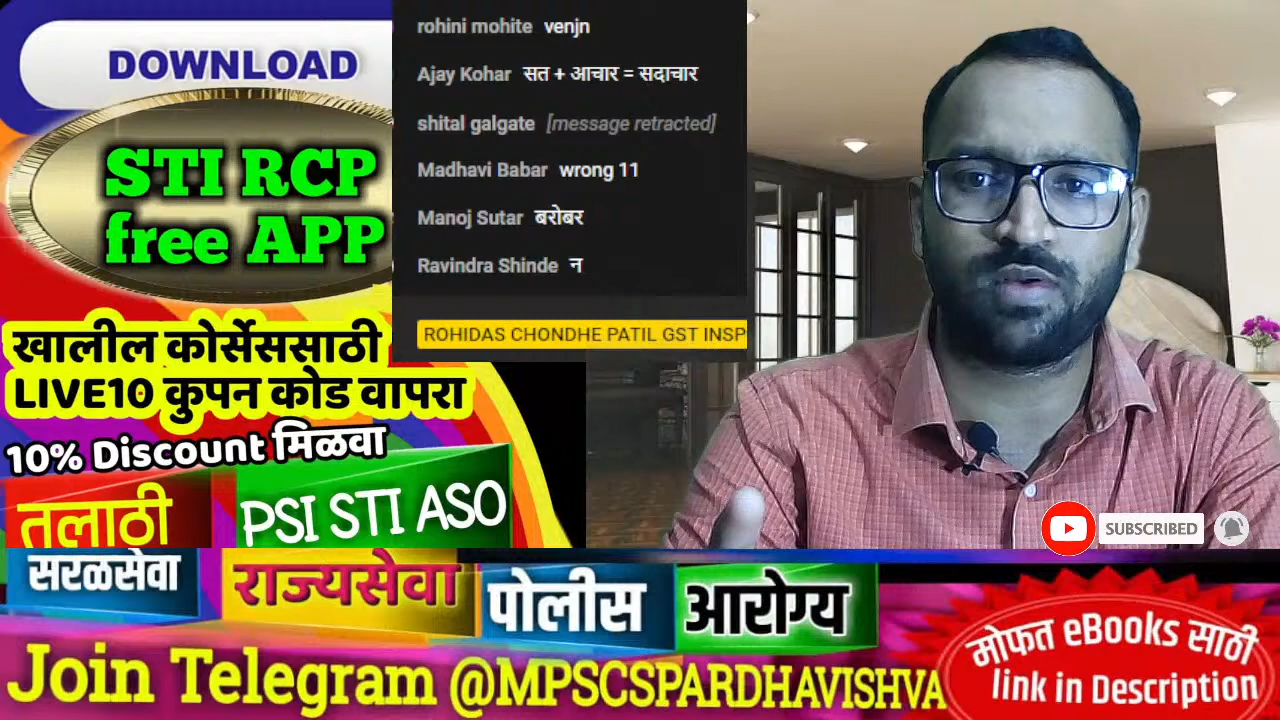 DOWNLOAD
STI RCP
free APP
खालील कोर्सेससाठी
LIVE10 कुपन कोड वापरा
10% Discount मिळवा
तलाठी
PSI STI ASO
rohini mohite venjn
Ajay Kohar सत + आचार = सदाचार
shital galgate [message retracted]
Madhavi Babar wrong 11
Manoj Sutar बरोबर
Ravindra Shinde न
ROHIDAS CHONDHE PATIL GST INSP
SUBSCRIBED
सरळसेवा
राज्यसेवा
पोलीस
आरोग्य
Join Telegram @MPSCSPARDHAVISHVA
मोफत eBooks साठी
link in Description